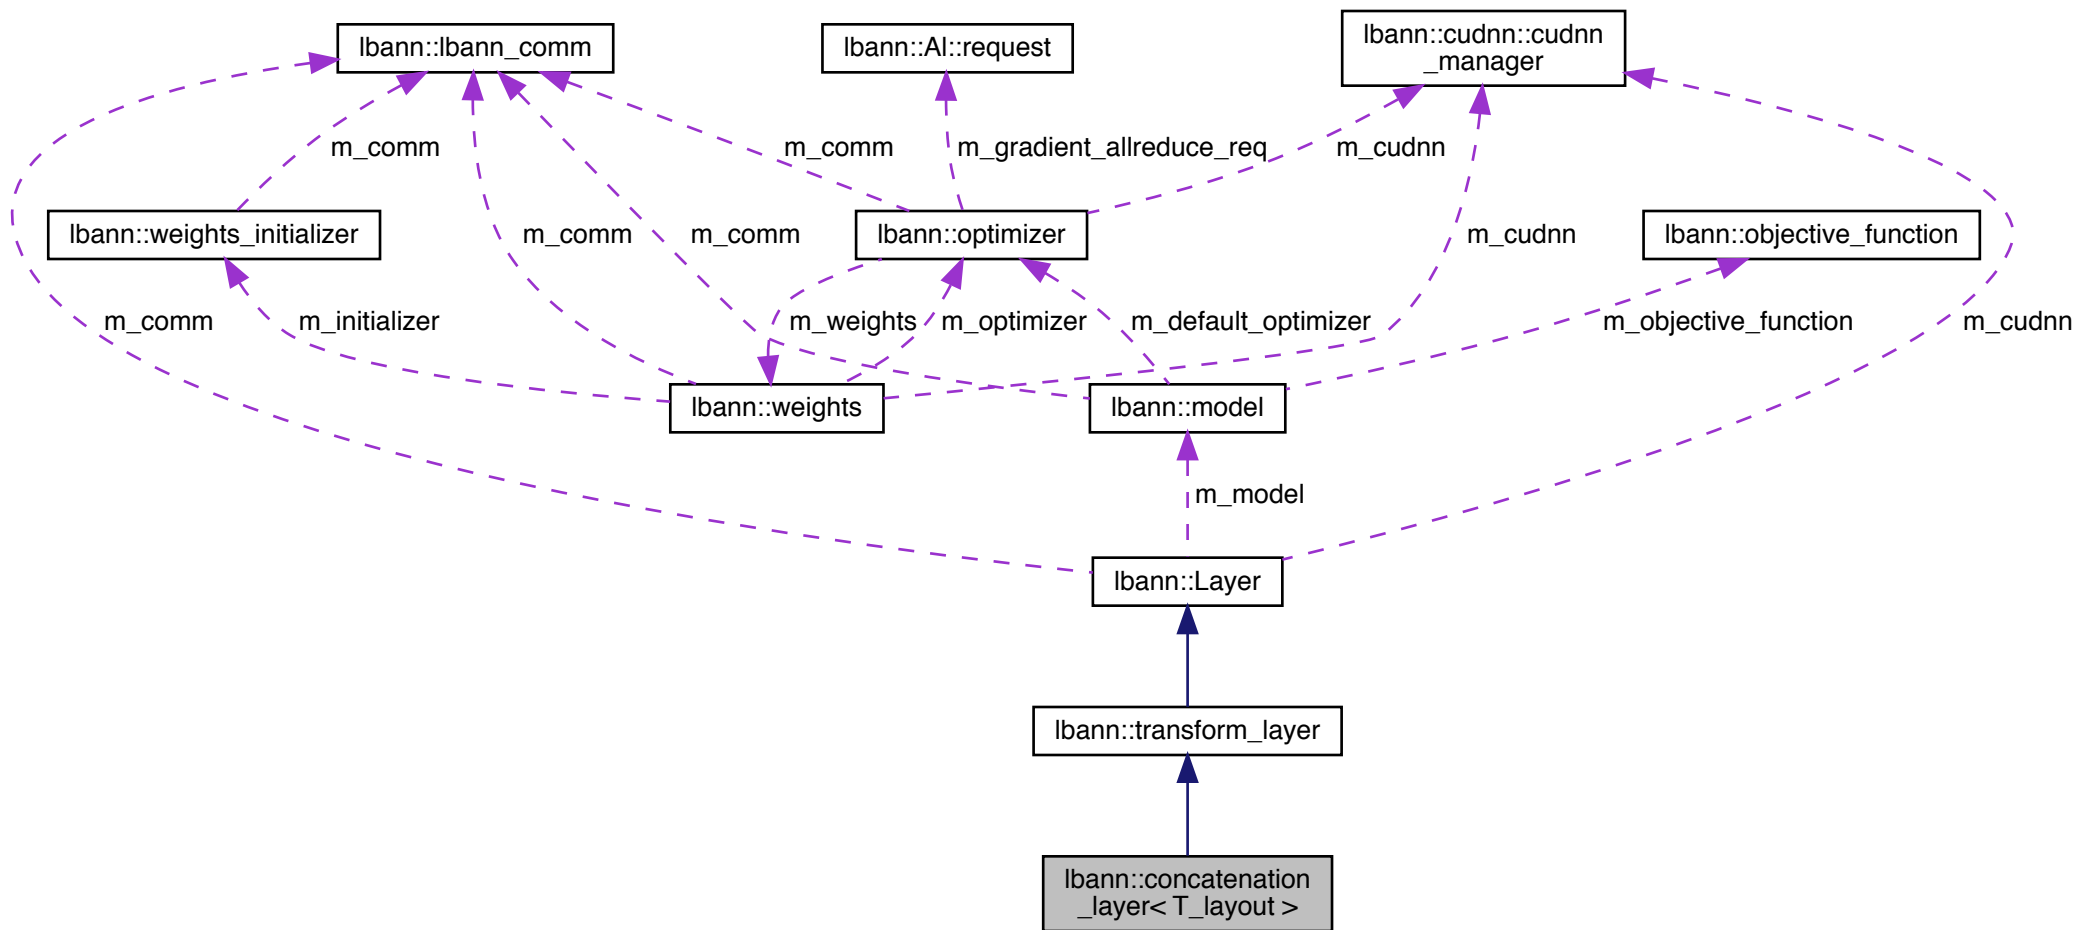 lbann::lbann_comm
lbann::Al::request
lbann::cudnn::cudnn
_manager
m_comm
m_comm
m_gradient_allreduce_req
m_cudnn
lbann::weights_initializer
m_comm
m_comm
lbann::optimizer
m_cudnn
lbann::objective_function
m_comm
m_initializer
m_weights
m_optimizer
m_default_optimizer
m_objective_function
m_cudnn
lbann::weights
lbann::model
m_model
lbann::Layer
lbann::transform_layer
lbann::concatenation
_layer< T_layout >